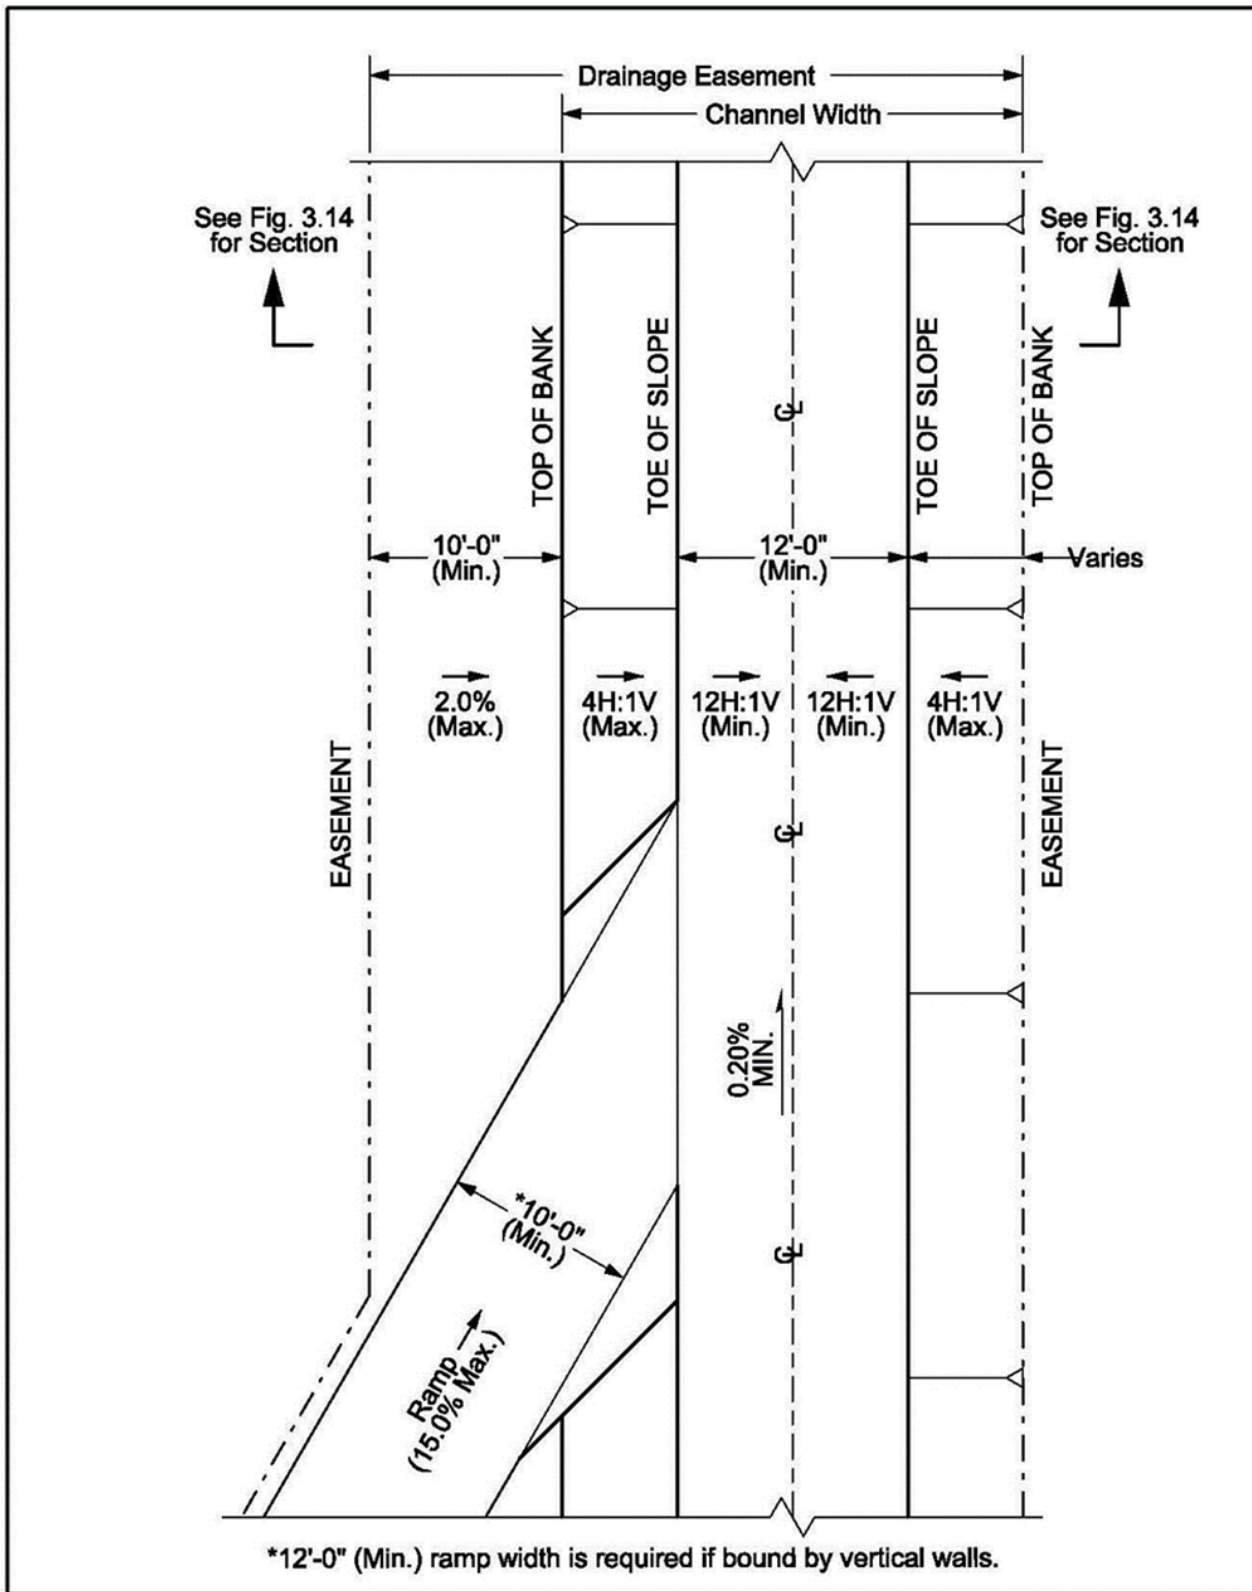 Drainage Easement
Channel Width
See Fig. 3.14
for Section
See Fig. 3.14
for Section
TOP OF BANK
TOE OF SLOPE
℄
TOE OF SLOPE
TOP OF BANK
10'-0"
(Min.)
12'-0"
(Min.)
Varies
2.0%
(Max.)
4H:1V
(Max.)
12H:1V
(Min.)
12H:1V
(Min.)
4H:1V
(Max.)
EASEMENT
℄
EASEMENT
0.20%
MIN.
*10'-0"
(Min.)
℄
Ramp
(15.0% Max.)
*12'-0" (Min.) ramp width is required if bound by vertical walls.